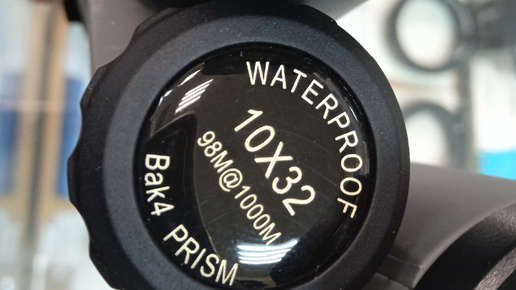 WATERPROOF
10X32
98M@1000M
Bak4 PRISM